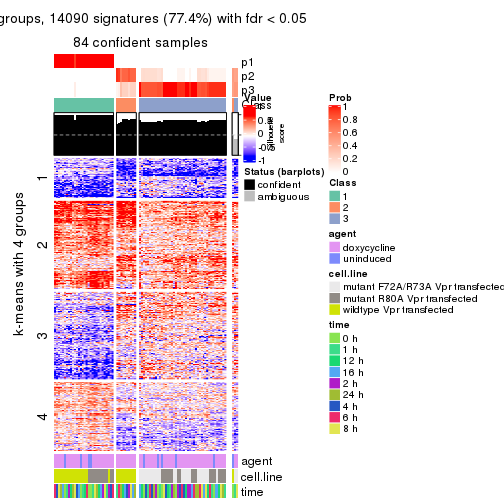 groups, 14090 signatures (77.4%) with fdr < 0.05
84 confident samples
p1
p2
p3
Class
silhouette
score
1
2
3
4
k-means with 4 groups
agent
cell.line
time
Value
1
0.5
0
-0.5
-1
Status (barplots)
confident
ambiguous
Prob
1
0.8
0.6
0.4
0.2
0
Class
1
2
3
agent
doxycycline
uninduced
cell.line
mutant F72A/R73A Vpr transfected
mutant R80A Vpr transfected
wildtype Vpr transfected
time
0 h
1 h
12 h
16 h
2 h
24 h
4 h
6 h
8 h